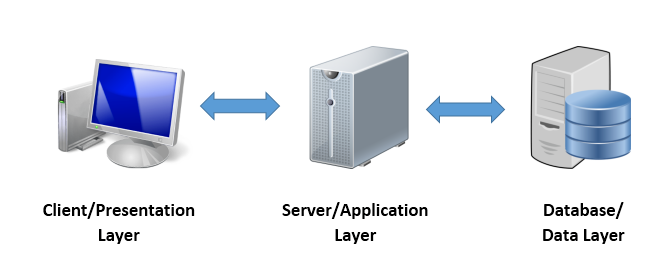 Client/Presentation
Layer
Server/Application
Layer
Database/
Data Layer